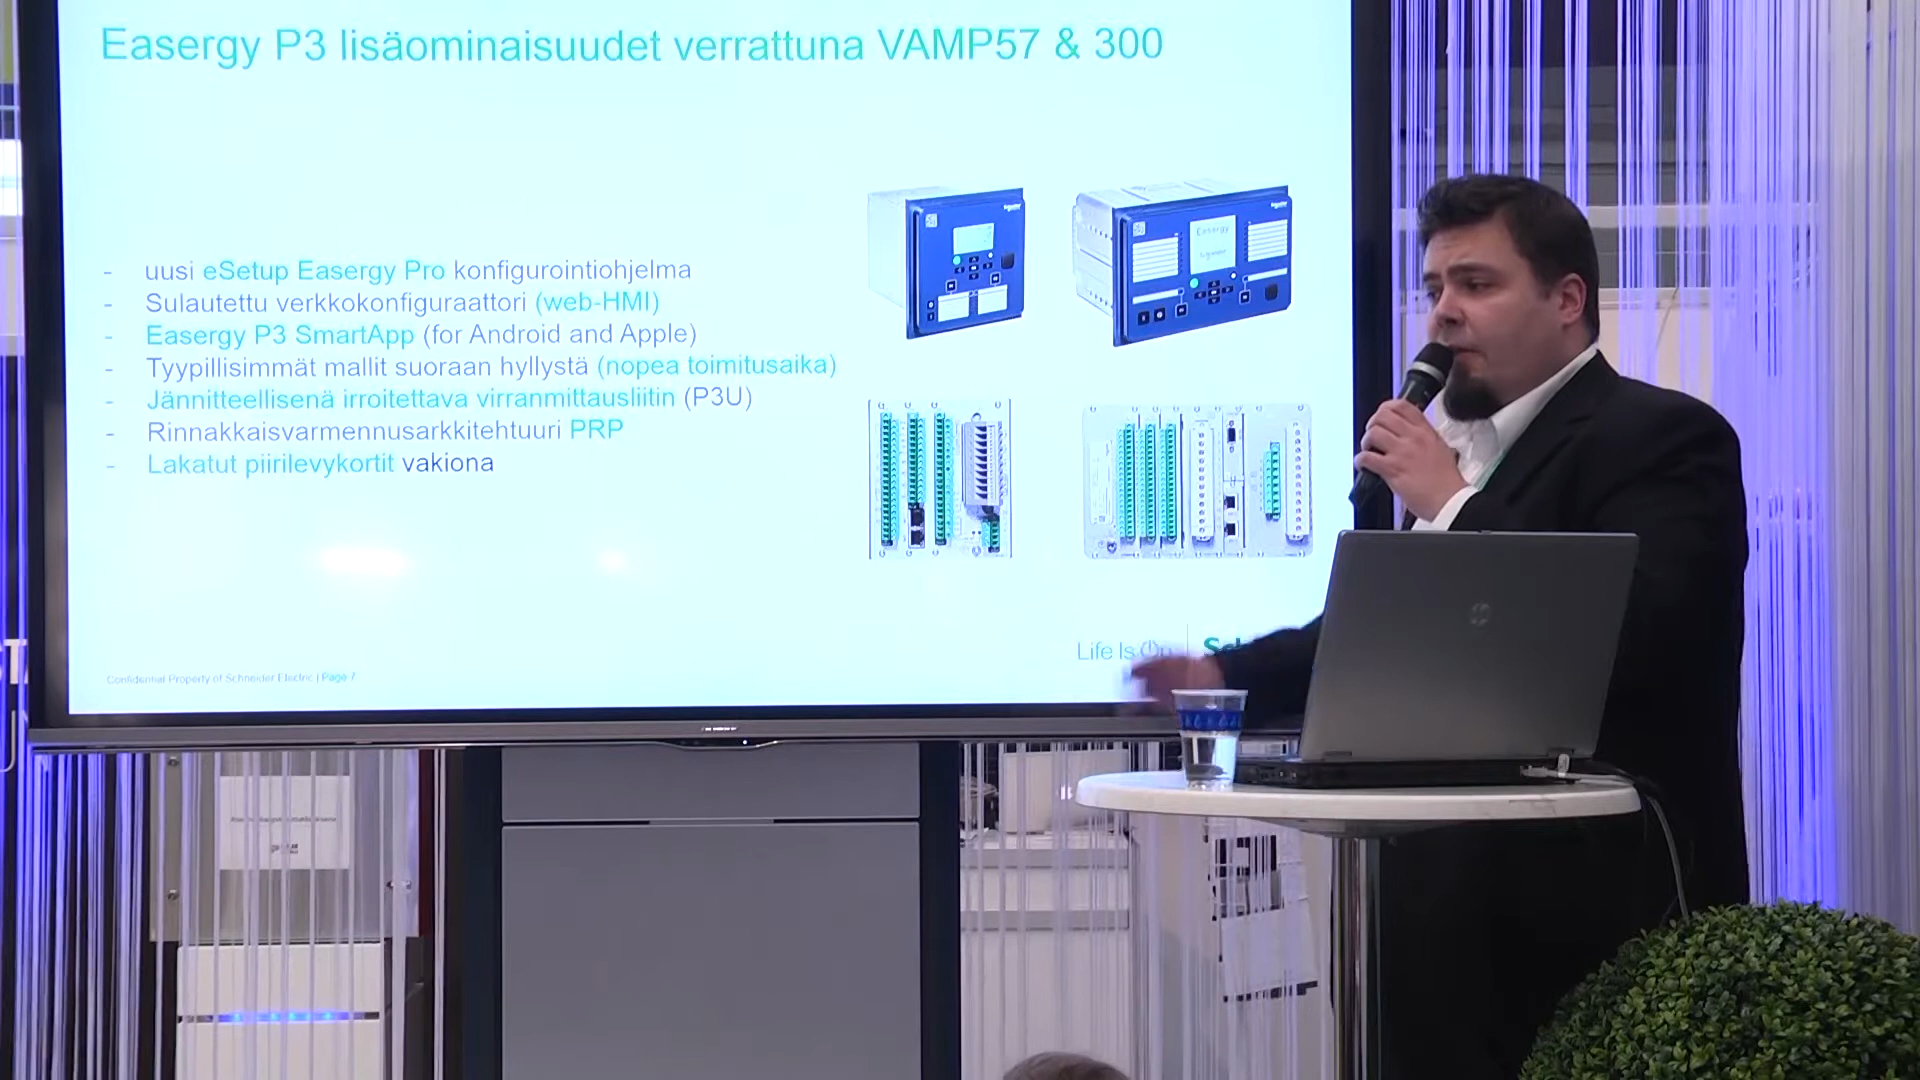 Easergy P3 lisäominaisuudet verrattuna VAMP57 & 300
- uusi eSetup Easergy Pro konfigurointiohjelma
- Sulautettu verkkokonfiguraattori (web-HMI)
- Easergy P3 SmartApp (for Android and Apple)
- Tyypillisimmät mallit suoraan hyllystä (nopea toimitusaika)
- Jännitteellisenä irroitettava virranmittausliitin (P3U)
- Rinnakkaisvarmennusarkkitehtuuri PRP
- Lakatut piirilevykortit vakiona
Easergy
Life Is On
Confidential Property of Schneider Electric | Page 7
hp